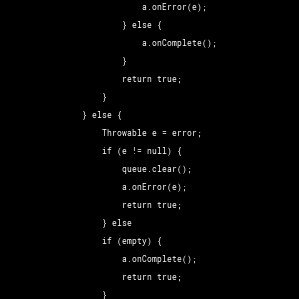 a.onError(e);
} else {
a.onComplete();
}
return true;
}
} else {
Throwable e = error;
if (e != null) {
queue.clear();
a.onError(e);
return true;
} else
if (empty) {
a.onComplete();
return true;
}